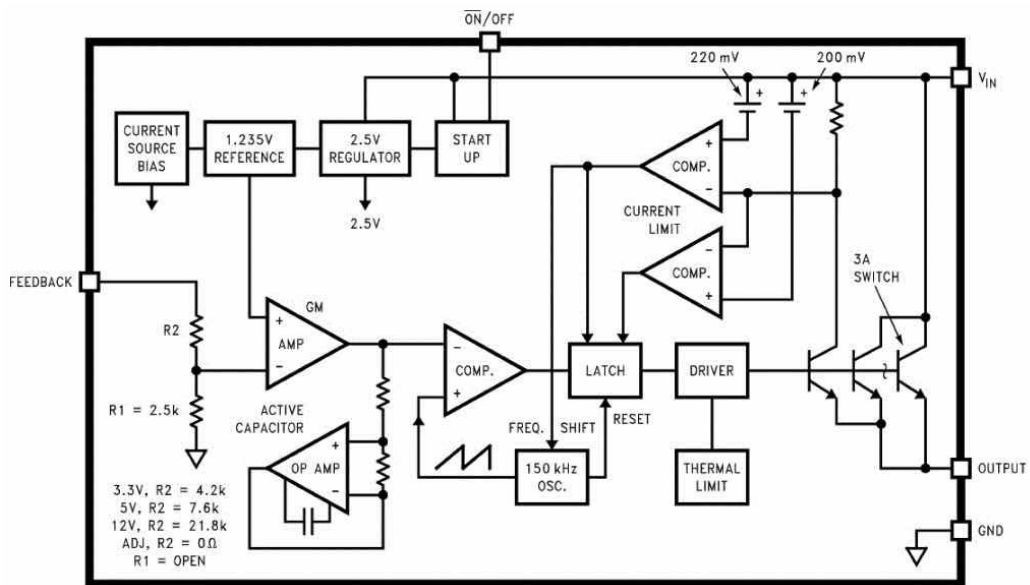 ON/OFF
220 mV
200 mV
+
+
VIN
CURRENT
SOURCE
BIAS
1.235V
REFERENCE
2.5V
REGULATOR
START
UP
2.5V
+
COMP.
−
CURRENT
LIMIT
−
COMP.
+
3A
SWITCH
FEEDBACK
R2
R1 = 2.5k
GM
+
AMP
−
−
COMP.
+
LATCH
DRIVER
ACTIVE
CAPACITOR
+
OP AMP
−
FREQ. SHIFT
RESET
150 kHz
OSC.
THERMAL
LIMIT
OUTPUT
GND
3.3V, R2 = 4.2k
5V, R2 = 7.6k
12V, R2 = 21.8k
ADJ, R2 = 0Ω
R1 = OPEN